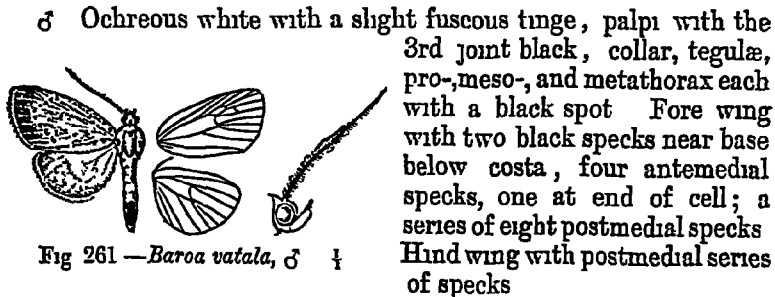 ♂ Ochreous white with a slight fuscous tinge, palpi with the
3rd joint black, collar, tegulæ,
pro-,meso-, and metathorax each
with a black spot Fore wing
with two black specks near base
below costa, four antemedial
specks, one at end of cell; a
series of eight postmedial specks
Hind wing with postmedial series
of specks
Fig 261 —Baroa vatala, ♂ ¼